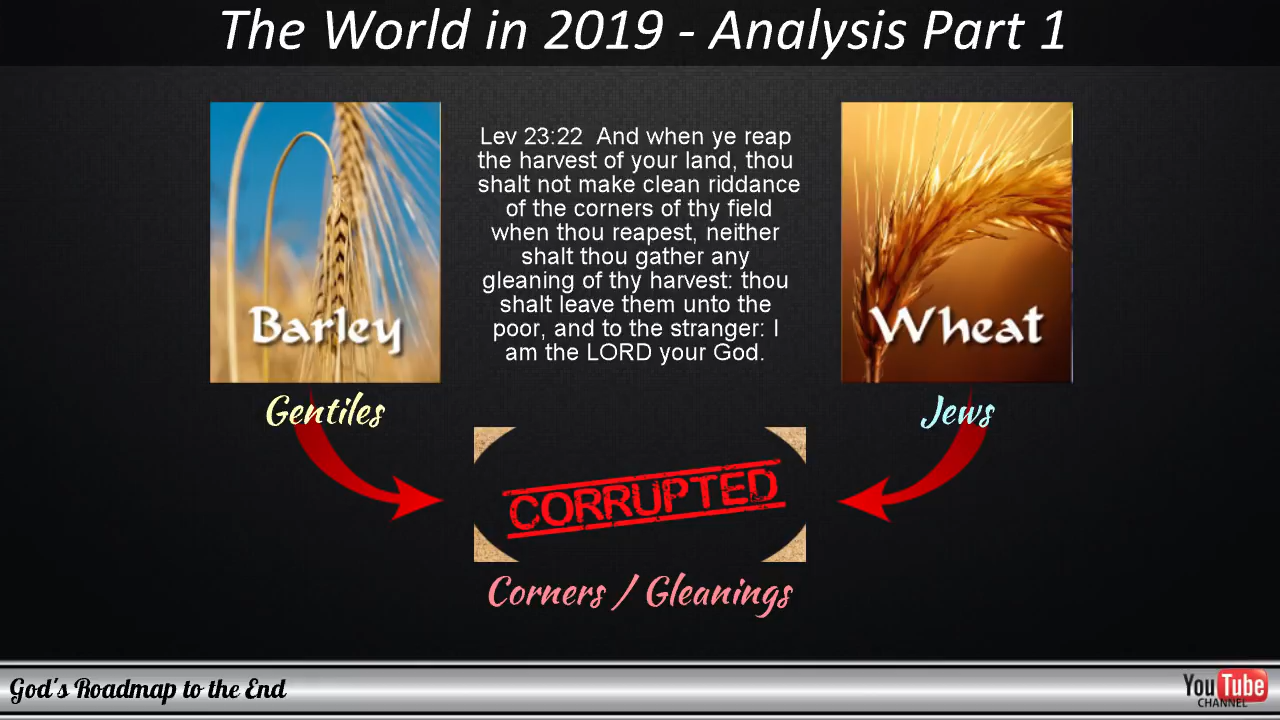 The World in 2019 - Analysis Part 1
Lev 23:22 And when ye reap
the harvest of your land, thou
shalt not make clean riddance
of the corners of thy field
when thou reapest, neither
shalt thou gather any
gleaning of thy harvest: thou
shalt leave them unto the
poor, and to the stranger: I
am the LORD your God.
Barley
Wheat
Gentiles
Jews
CORRUPTED
Corners / Gleanings
God's Roadmap to the End
YouTube
CHANNEL